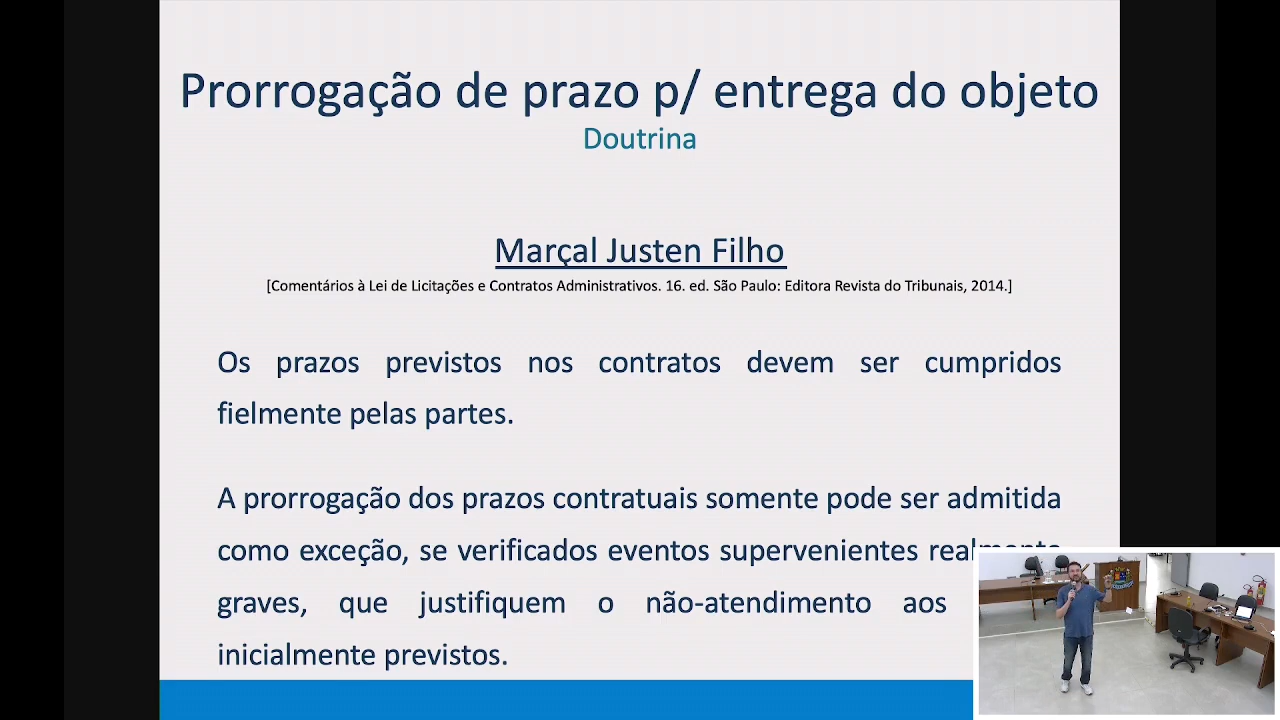 Prorrogação de prazo p/ entrega do objeto
Doutrina
Marçal Justen Filho
[Comentários à Lei de Licitações e Contratos Administrativos. 16. ed. São Paulo: Editora Revista do Tribunais, 2014.]
Os prazos previstos nos contratos devem ser cumpridos
fielmente pelas partes.
A prorrogação dos prazos contratuais somente pode ser admitida
como exceção, se verificados eventos supervenientes realmente
graves, que justifiquem o não-atendimento aos
inicialmente previstos.